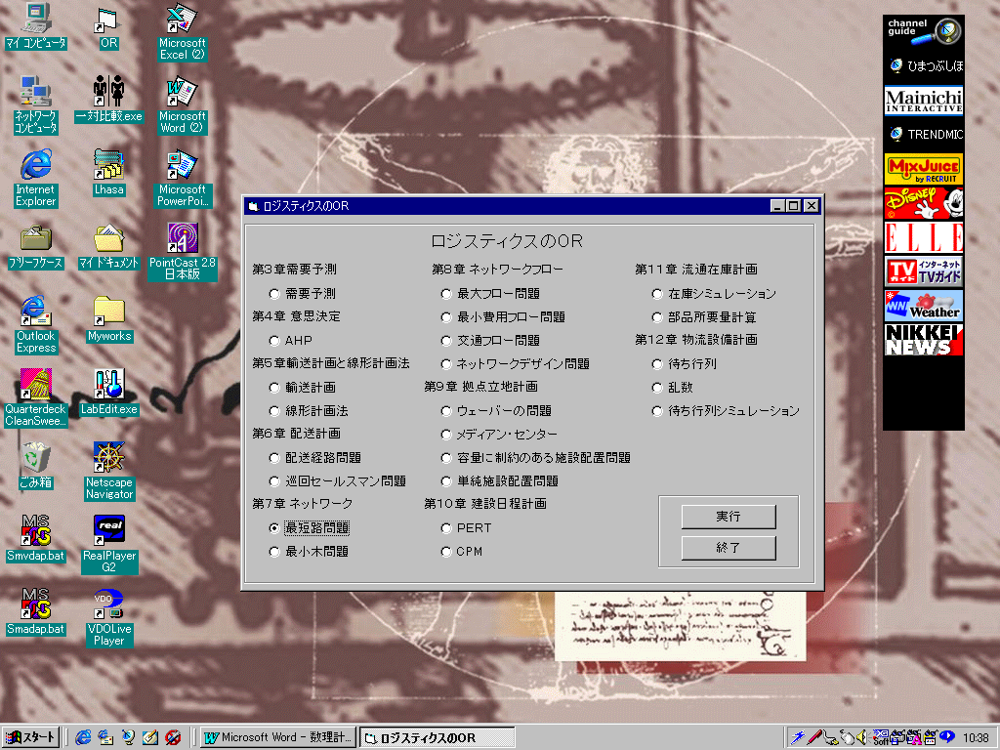 マイ コンピュータ
OR
Microsoft
Excel (2)
ネットワーク
コンピュータ
一対比較.exe
Microsoft
Word (2)
Internet
Explorer
Lhasa
Microsoft
PowerPoi...
ブリーフケース
マイ ドキュメント
PointCast 2.8
日本版
Outlook
Express
Myworks
Quarterdeck
CleanSwee...
LabEdit.exe
ごみ箱
Netscape
Navigator
Smvdap.bat
real
RealPlayer
G2
Smadap.bat
VDO
VDOLive
Player
ロジスティクスのOR
ロジスティクスのOR
第3章需要予測
需要予測
第4章 意思決定
AHP
第5章輸送計画と線形計画法
輸送計画
線形計画法
第6章 配送計画
配送経路問題
巡回セールスマン問題
第7章 ネットワーク
最短路問題
最小木問題
第8章 ネットワークフロー
最大フロー問題
最小費用フロー問題
交通フロー問題
ネットワークデザイン問題
第9章 拠点立地計画
ウェーバーの問題
メディアン・センター
容量に制約のある施設配置問題
単純施設配置問題
第10章 建設日程計画
PERT
CPM
第11章 流通在庫計画
在庫シミュレーション
部品所要量計算
第12章 物流設備計画
待ち行列
乱数
待ち行列シミュレーション
実行
終了
channel
guide
ひまつぶしほ
Mainichi
INTERACTIVE
TRENDMIC
MixJuice
by RECRUIT
Disney
ELLE
TVガイド
インターネット
TVガイド
WNI
Weather
NIKKEI
NEWS
スタート
Microsoft Word - 数理計...
ロジスティクスのOR
10:38